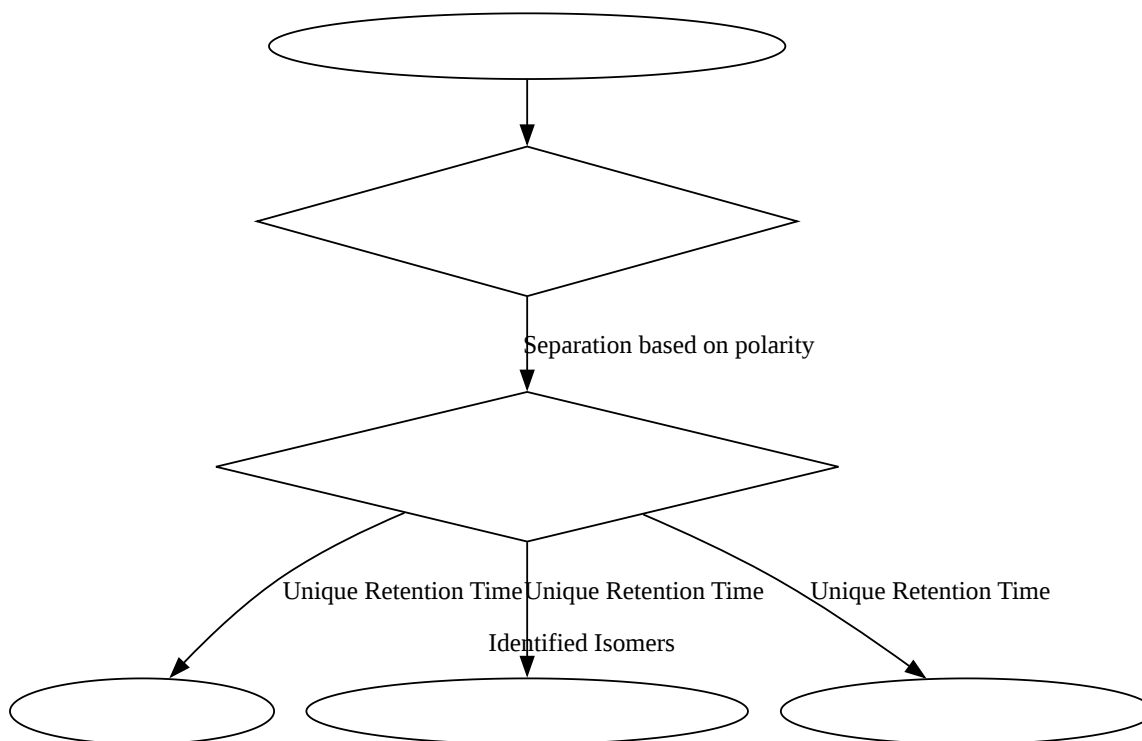 Separation based on polarity
Unique Retention Time
Unique Retention Time
Unique Retention Time
Identified Isomers